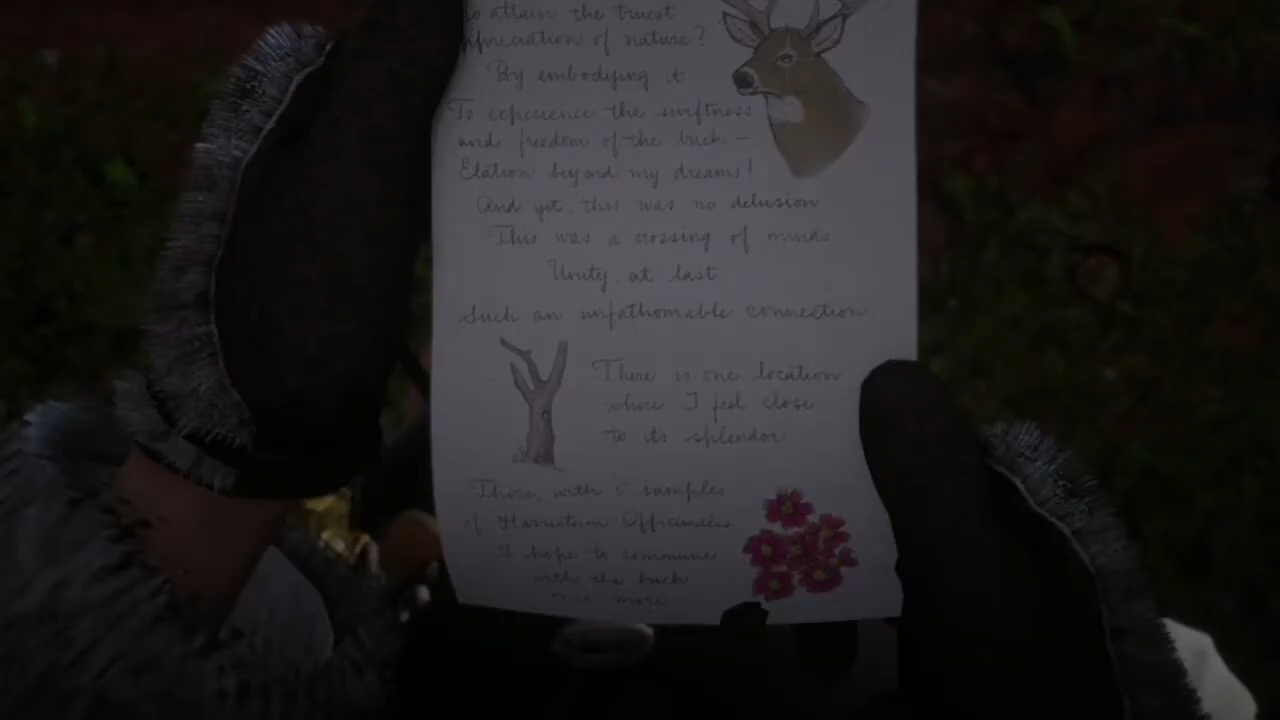 to attain the truest
appreciation of nature?
By embodying it
To experience the swiftness
and freedom of the buck –
Elation beyond my dreams!
And yet, this was no delusion
This was a crossing of minds
Unity, at last
Such an unfathomable connection
There is one location
where I feel close
to its splendor
There, with samples
of Harrietum Officinalis
I hope to commune
with the buck
more